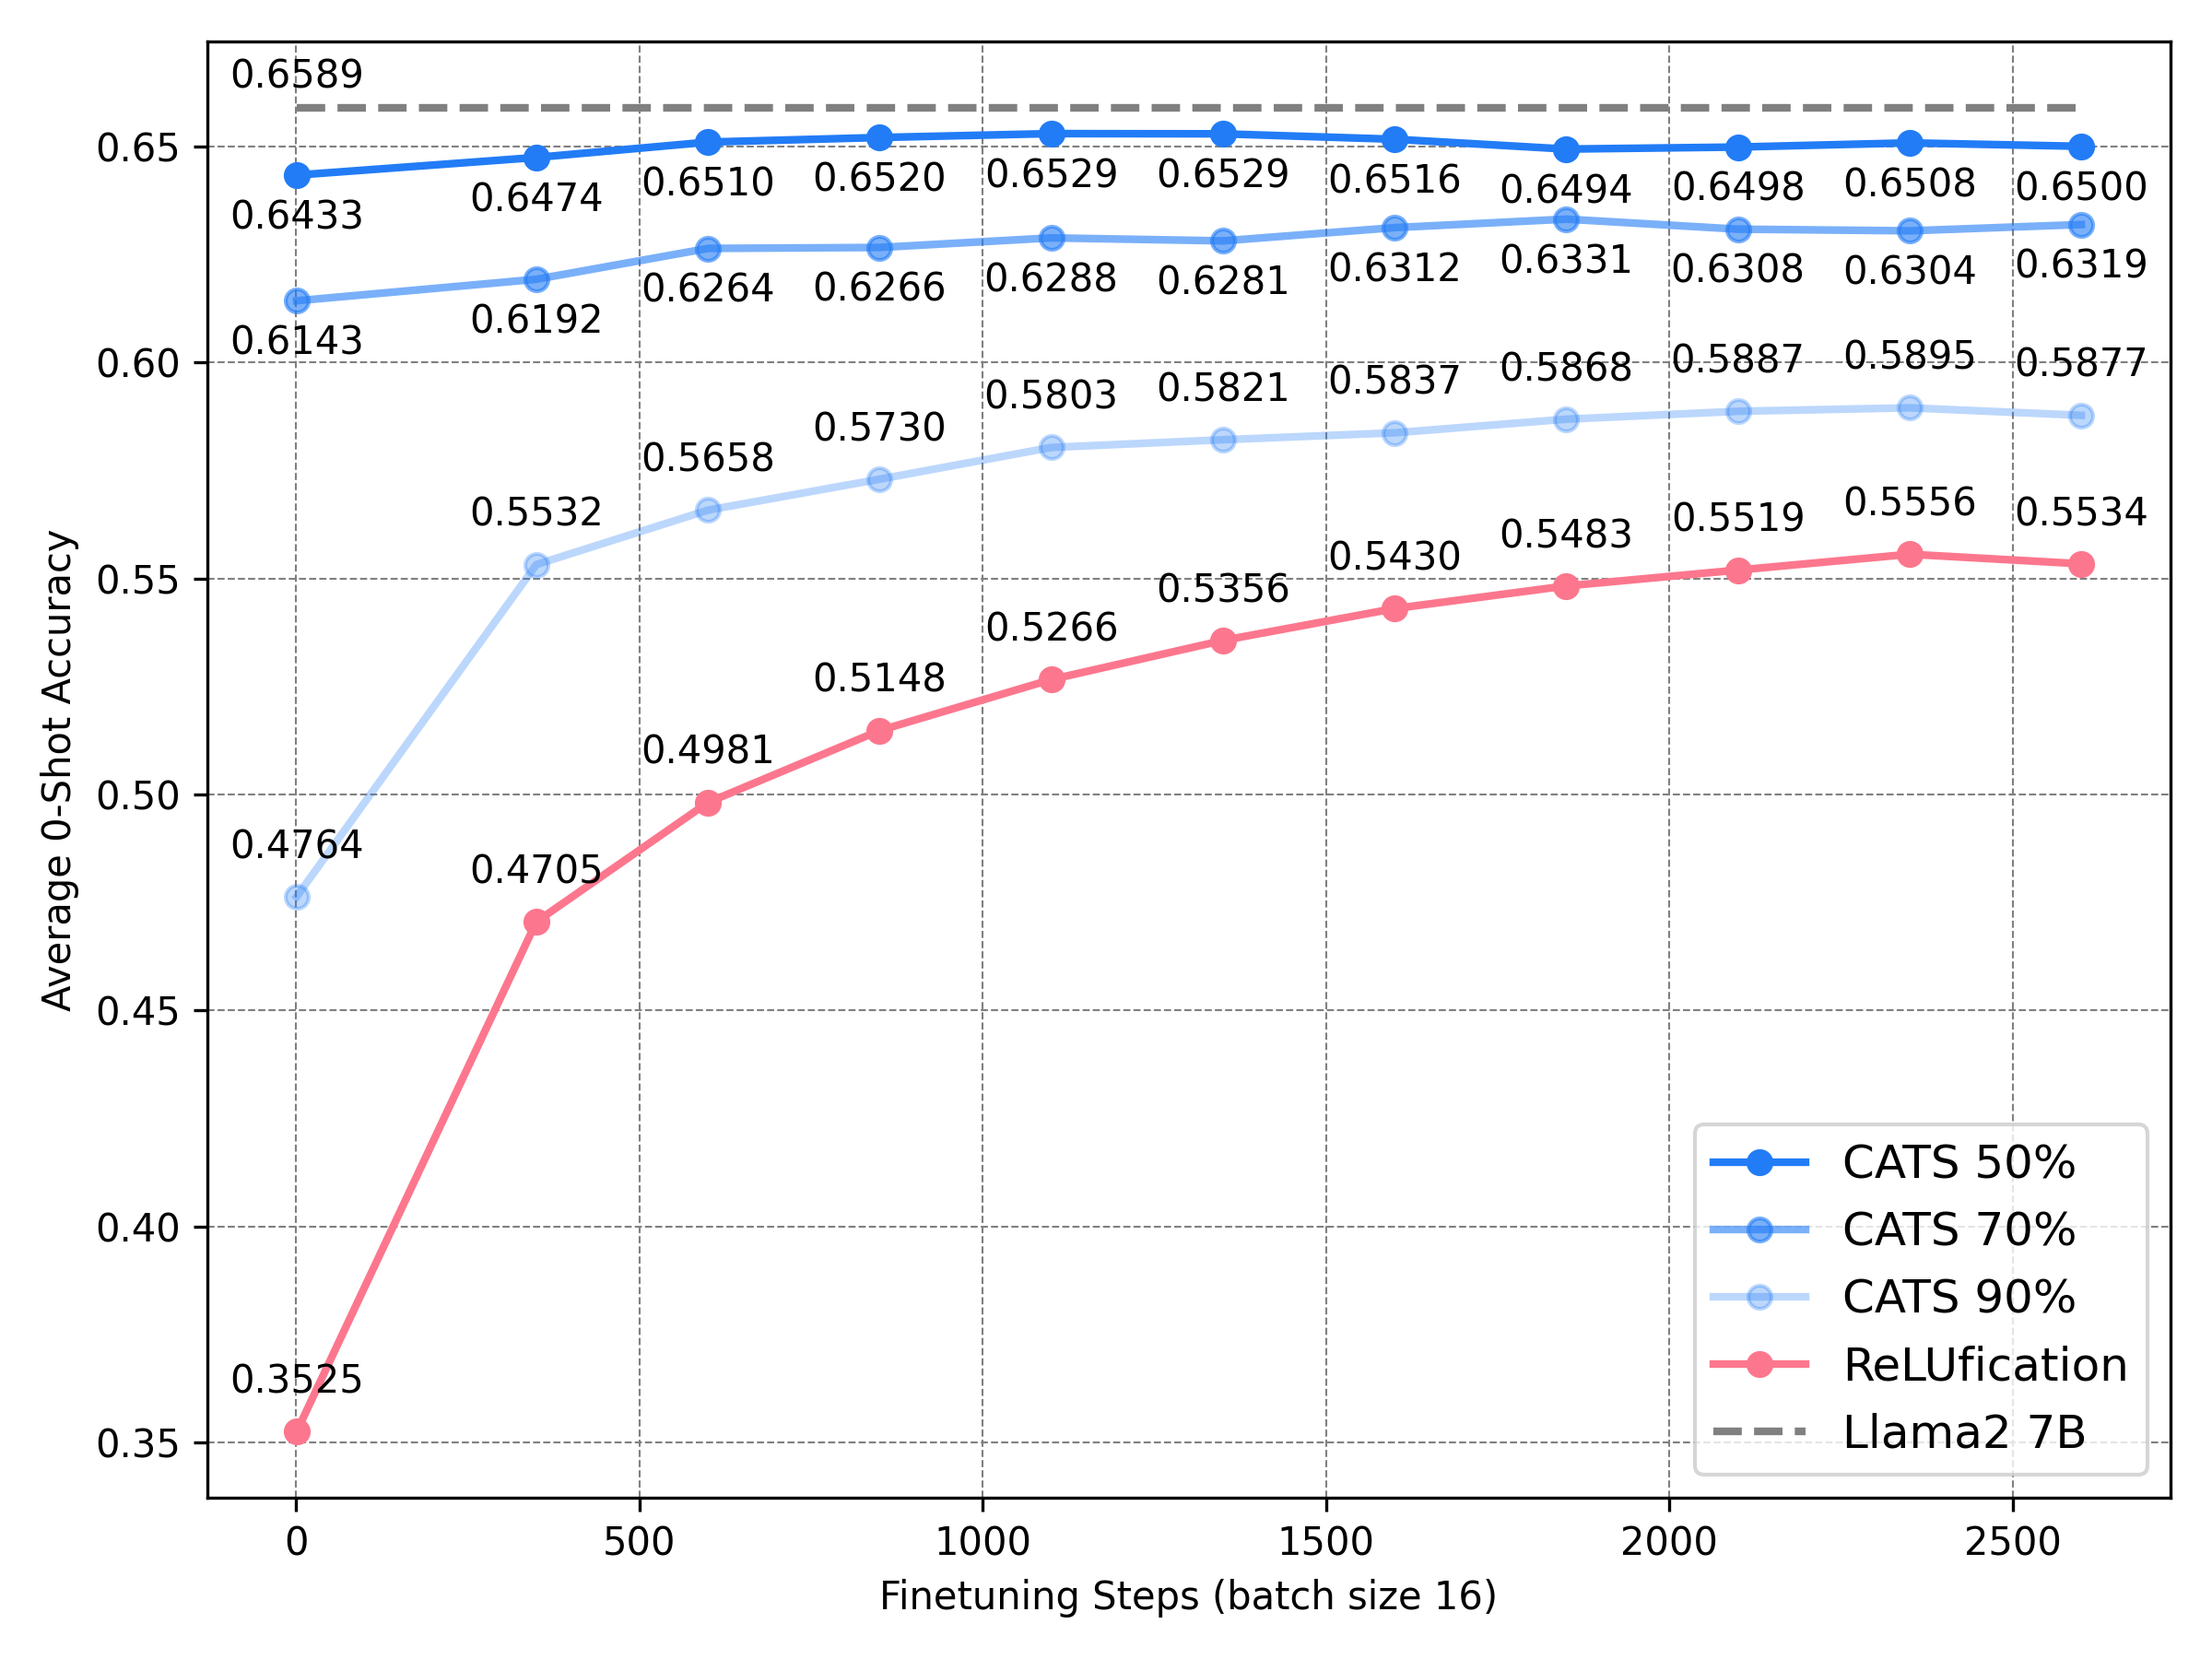 0.6589
0.6433 0.6474 0.6510 0.6520 0.6529 0.6529 0.6516 0.6494 0.6498 0.6508 0.6500
0.6143 0.6192 0.6264 0.6266 0.6288 0.6281 0.6312 0.6331 0.6308 0.6304 0.6319
0.4764 0.5532 0.5658 0.5730 0.5803 0.5821 0.5837 0.5868 0.5887 0.5895 0.5877
0.3525 0.4705 0.4981 0.5148 0.5266 0.5356 0.5430 0.5483 0.5519 0.5556 0.5534
0.65
0.60
0.55
0.50
0.45
0.40
0.35
Average 0-Shot Accuracy
CATS 50%
CATS 70%
CATS 90%
ReLUfication
Llama2 7B
0 500 1000 1500 2000 2500
Finetuning Steps (batch size 16)